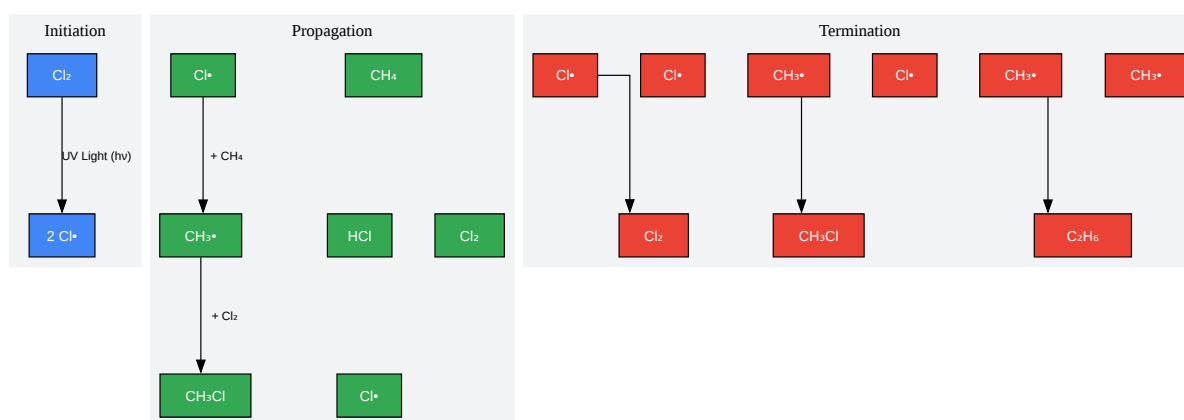 Initiation
Propagation
Termination
Cl₂
Cl•
CH₄
Cl•
Cl•
CH₃•
Cl•
CH₃•
CH₃•
UV Light (hν)
+ CH₄
2 Cl•
CH₃•
HCl
Cl₂
Cl₂
CH₃Cl
C₂H₆
+ Cl₂
CH₃Cl
Cl•